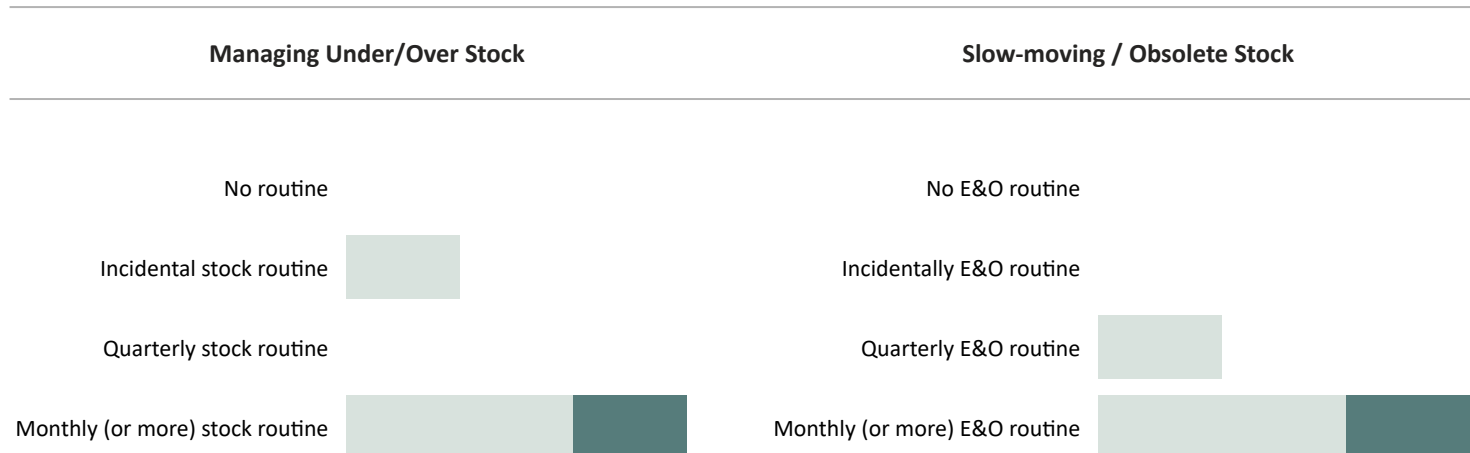 Managing Under/Over Stock
No routine
Incidental stock routine
Quarterly stock routine
Monthly (or more) stock routine
Slow-moving / Obsolete Stock
No E&O routine
Incidentally E&O routine
Quarterly E&O routine
Monthly (or more) E&O routine